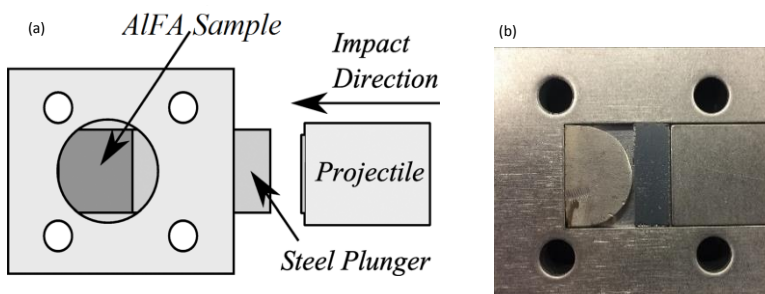 (a)
AlFA Sample
Impact
Direction
Projectile
Steel Plunger
(b)